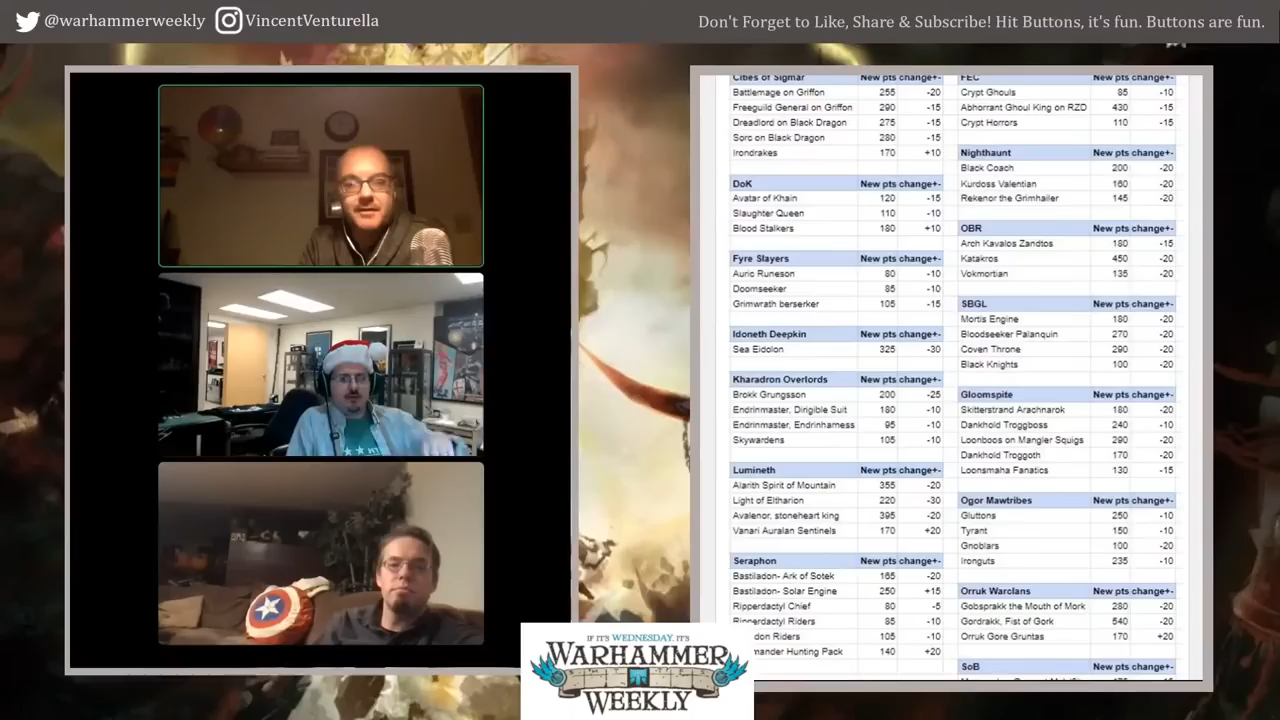 @warhammerweekly VincentVenturella
Don't Forget to Like, Share & Subscribe! Hit Buttons, it's fun. Buttons are fun.
Cities of Sigmar New pts change+-
Battlemage on Griffon 255 -20
Freeguild General on Griffon 290 -15
Dreadlord on Black Dragon 275 -15
Sorc on Black Dragon 280 -15
Irondrakes 170 +10
DoK New pts change+-
Avatar of Khain 120 -15
Slaughter Queen 110 -10
Blood Stalkers 180 +10
Fyre Slayers New pts change+-
Auric Runeson 80 -10
Doomseeker 85 -10
Grimwrath berserker 105 -15
Idoneth Deepkin New pts change+-
Sea Eidolon 325 -30
Kharadron Overlords New pts change+-
Brokk Grungsson 200 -25
Endrinmaster, Dirigible Suit 180 -10
Endrinmaster, Endrinharness 95 -10
Skywardens 105 -10
Lumineth New pts change+-
Alarith Spirit of Mountain 355 -20
Light of Eltharion 220 -30
Avalenor, stoneheart king 395 -20
Vanari Auralan Sentinels 170 +20
Seraphon New pts change+-
Bastiladon- Ark of Sotek 165 -20
Bastiladon- Solar Engine 250 +15
Ripperdactyl Chief 80 -5
Ripperdactyl Riders 85 -10
don Riders 105 -10
mander Hunting Pack 140 +20
FEC New pts change+-
Crypt Ghouls 85 -10
Abhorrant Ghoul King on RZD 430 -15
Crypt Horrors 110 -15
Nighthaunt New pts change+-
Black Coach 200 -20
Kurdoss Valentian 160 -20
Rekenor the Grimhailer 145 -20
OBR New pts change+-
Arch Kavalos Zandtos 180 -15
Katakros 450 -20
Vokmortian 135 -20
SBGL New pts change+-
Mortis Engine 180 -20
Bloodseeker Palanquin 270 -20
Coven Throne 290 -20
Black Knights 100 -20
Gloomspite New pts change+-
Skitterstrand Arachnarok 180 -20
Dankhold Troggboss 240 -10
Loonboos on Mangler Squigs 290 -20
Dankhold Troggoth 170 -20
Loonsmaha Fanatics 130 -15
Ogor Mawtribes New pts change+-
Gluttons 250 -10
Tyrant 150 -10
Gnoblars 100 -20
Ironguts 235 -10
Orruk Warclans New pts change+-
Gobsprakk the Mouth of Mork 280 -20
Gordrakk, Fist of Gork 540 -20
Orruk Gore Gruntas 170 +20
SoB New pts change+-
IF IT'S WEDNESDAY, IT'S
WARHAMMER
WEEKLY